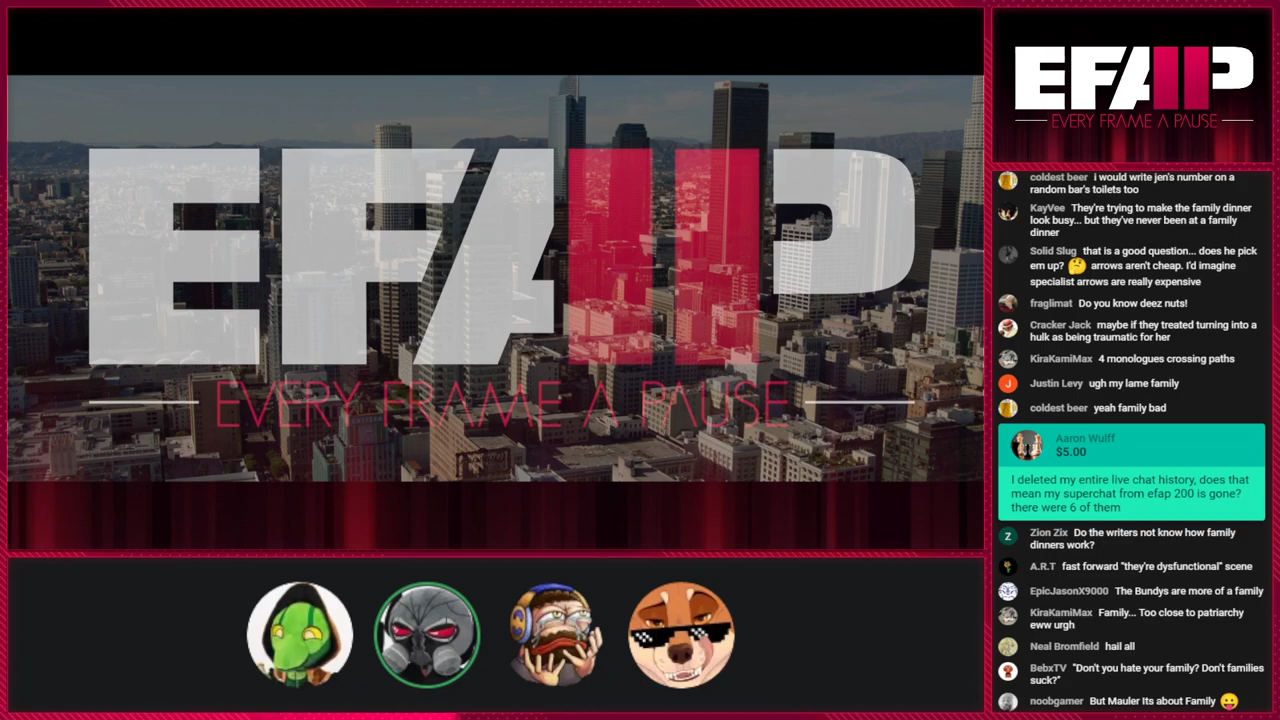 EFAP
EVERY FRAME A PAUSE
EFAP
EVERY FRAME A PAUSE
coldest beer i would write jen's number on a
random bar's toilets too
KayVee They're trying to make the family dinner
look busy... but they've never been at a family
dinner
Solid Slug that is a good question... does he pick
em up? 🤔 arrows aren't cheap. I'd imagine
specialist arrows are really expensive
fraglimat Do you know deez nuts!
Cracker Jack maybe if they treated turning into a
hulk as being traumatic for her
KiraKamiMax 4 monologues crossing paths
J
Justin Levy ugh my lame family
coldest beer yeah family bad
Aaron Wulff
$5.00
I deleted my entire live chat history, does that
mean my superchat from efap 200 is gone?
there were 6 of them
Z
Zion Zix Do the writers not know how family
dinners work?
A.R.T fast forward "they're dysfunctional" scene
EpicJasonX9000 The Bundys are more of a family
KiraKamiMax Family... Too close to patriarchy
eww urgh
Neal Bromfield hail all
BebxTV "Don't you hate your family? Don't families
suck?"
noobgamer But Mauler Its about Family 😛